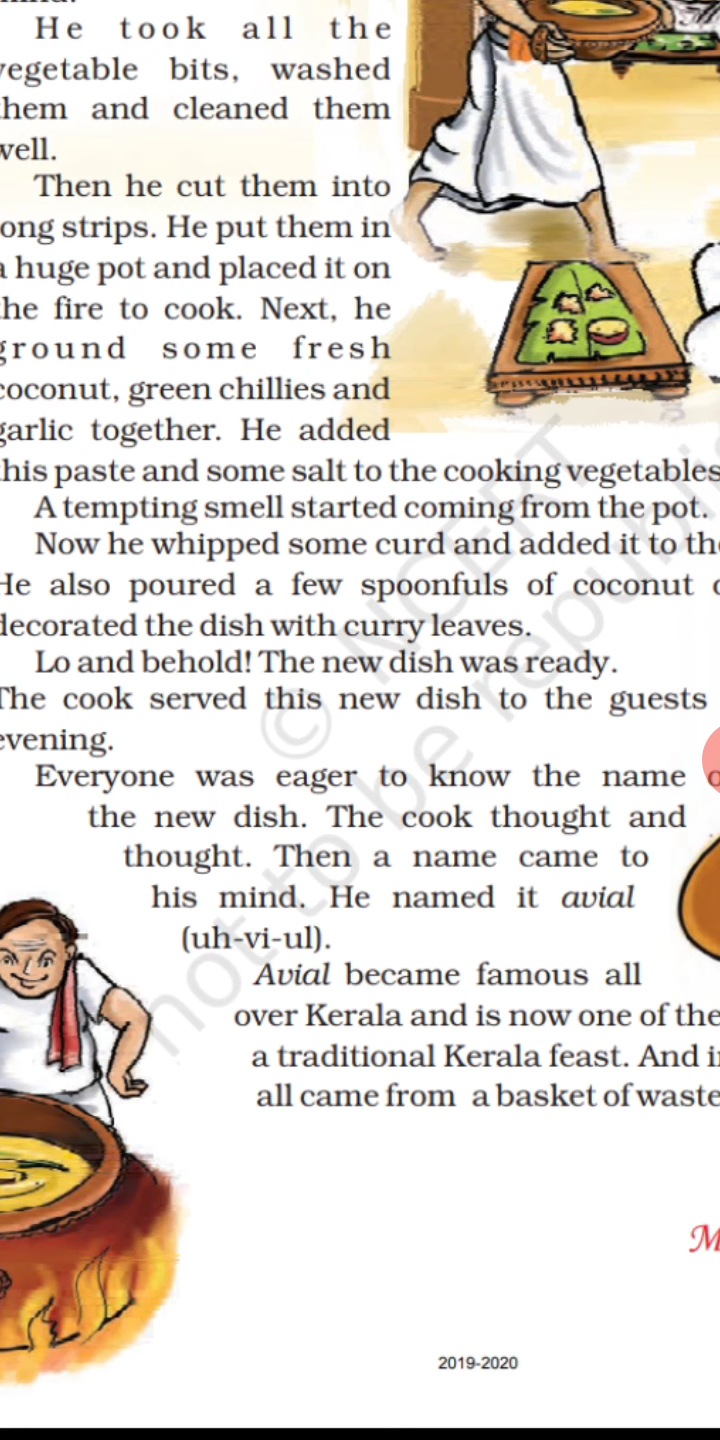 He took all the
vegetable bits, washed
them and cleaned them
well.
Then he cut them into
long strips. He put them in
a huge pot and placed it on
the fire to cook. Next, he
ground some fresh
coconut, green chillies and
garlic together. He added
this paste and some salt to the cooking vegetables
A tempting smell started coming from the pot.
Now he whipped some curd and added it to the
He also poured a few spoonfuls of coconut
decorated the dish with curry leaves.
Lo and behold! The new dish was ready.
The cook served this new dish to the guests
evening.
Everyone was eager to know the name
the new dish. The cook thought and
thought. Then a name came to
his mind. He named it avial
(uh-vi-ul).
Avial became famous all
over Kerala and is now one of the
a traditional Kerala feast. And
all came from a basket of waste
© NCERT
not to be republis
2019-2020